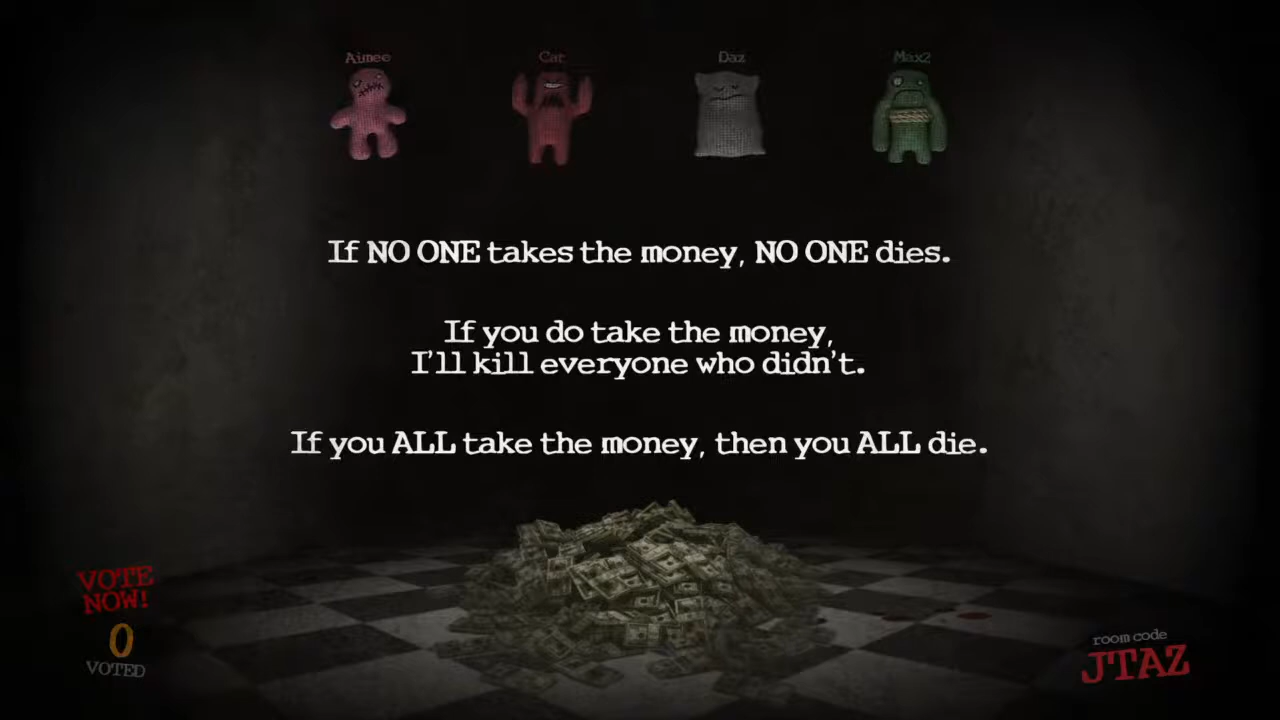 Aimee
Cat
Daz
Max2
If NO ONE takes the money, NO ONE dies.
If you do take the money,
I'll kill everyone who didn't.
If you ALL take the money, then you ALL die.
VOTE
NOW!
0
VOTED
room code
JTAZ